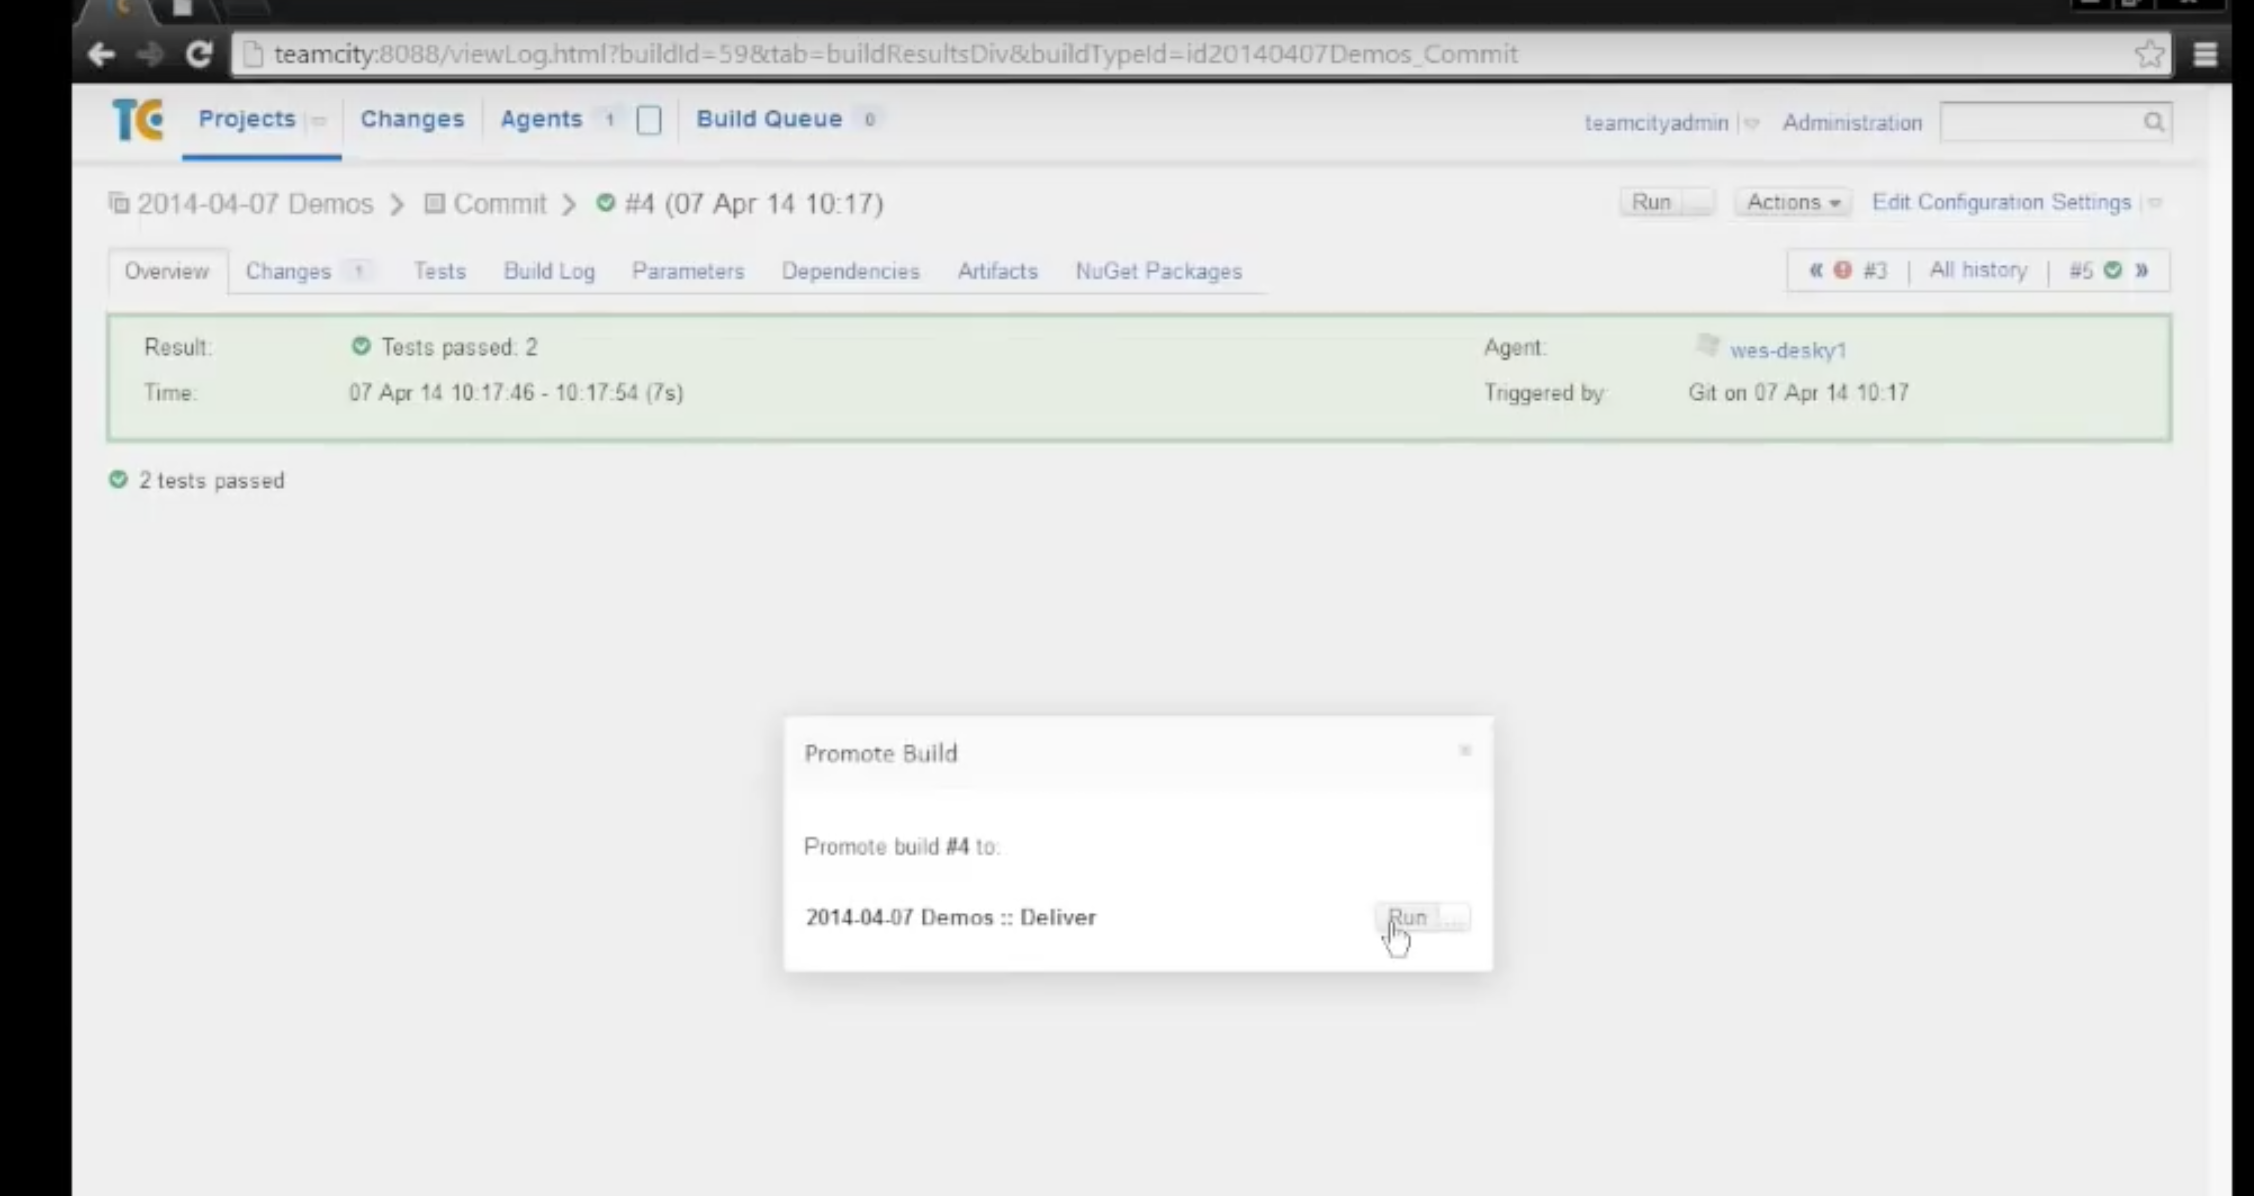 teamcity:8088/viewLog.html?buildId=59&tab=buildResultsDiv&buildTypeId=id20140407Demos_Commit
TC Projects Changes Agents 1 Build Queue 0 teamcityadmin Administration
2014-04-07 Demos > Commit > #4 (07 Apr 14 10:17) Run ... Actions Edit Configuration Settings
Overview Changes 1 Tests Build Log Parameters Dependencies Artifacts NuGet Packages « #3 | All history | #5 »
Result: Tests passed: 2 Agent: wes-desky1
Time: 07 Apr 14 10:17:46 - 10:17:54 (7s) Triggered by: Git on 07 Apr 14 10:17
2 tests passed
Promote Build
Promote build #4 to:
2014-04-07 Demos :: Deliver Run ...